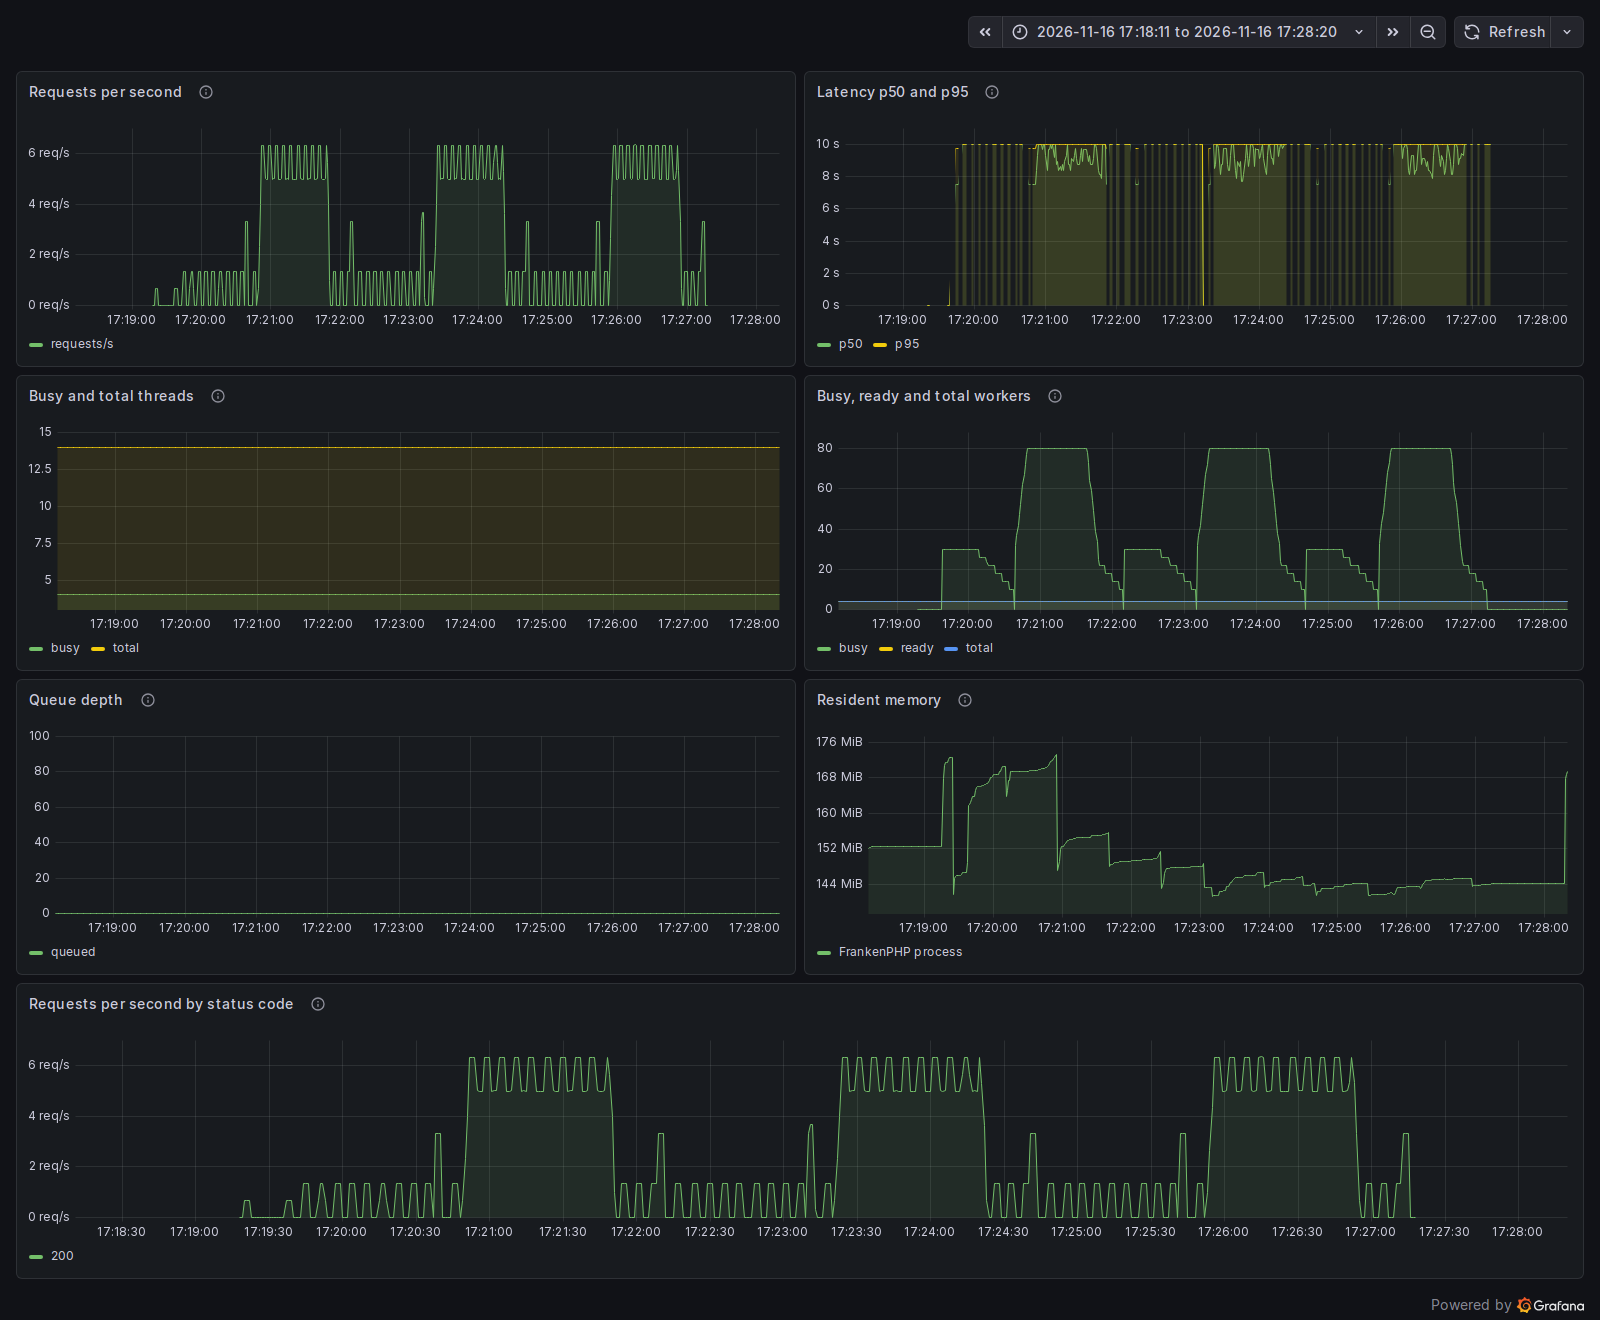 2026-11-16 17:18:11 to 2026-11-16 17:28:20
Refresh
Requests per second
6 req/s
4 req/s
2 req/s
0 req/s
17:19:00 17:20:00 17:21:00 17:22:00 17:23:00 17:24:00 17:25:00 17:26:00 17:27:00 17:28:00
requests/s
Latency p50 and p95
10 s
8 s
6 s
4 s
2 s
0 s
17:19:00 17:20:00 17:21:00 17:22:00 17:23:00 17:24:00 17:25:00 17:26:00 17:27:00 17:28:00
p50 p95
Busy and total threads
15
12.5
10
7.5
5
17:19:00 17:20:00 17:21:00 17:22:00 17:23:00 17:24:00 17:25:00 17:26:00 17:27:00 17:28:00
busy total
Busy, ready and total workers
80
60
40
20
0
17:19:00 17:20:00 17:21:00 17:22:00 17:23:00 17:24:00 17:25:00 17:26:00 17:27:00 17:28:00
busy ready total
Queue depth
100
80
60
40
20
0
17:19:00 17:20:00 17:21:00 17:22:00 17:23:00 17:24:00 17:25:00 17:26:00 17:27:00 17:28:00
queued
Resident memory
176 MiB
168 MiB
160 MiB
152 MiB
144 MiB
17:19:00 17:20:00 17:21:00 17:22:00 17:23:00 17:24:00 17:25:00 17:26:00 17:27:00 17:28:00
FrankenPHP process
Requests per second by status code
6 req/s
4 req/s
2 req/s
0 req/s
17:18:30 17:19:00 17:19:30 17:20:00 17:20:30 17:21:00 17:21:30 17:22:00 17:22:30 17:23:00 17:23:30 17:24:00 17:24:30 17:25:00 17:25:30 17:26:00 17:26:30 17:27:00 17:27:30 17:28:00
200
Powered by Grafana